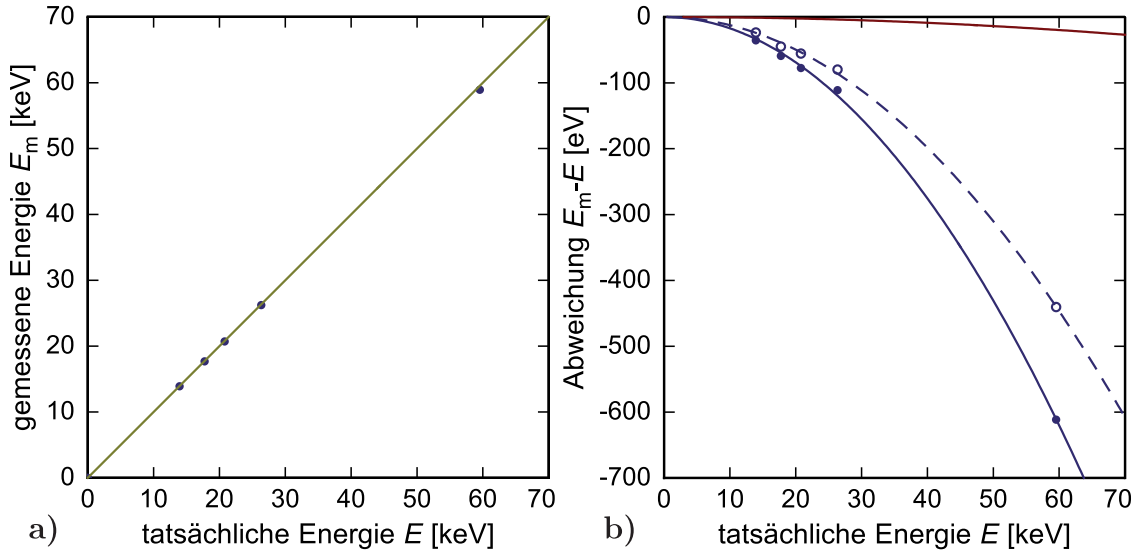 gemessene Energie Em [keV]
70
60
50
40
30
20
10
0
0 10 20 30 40 50 60 70
tatsächliche Energie E [keV]
a)
Abweichung Em-E [eV]
-0
-100
-200
-300
-400
-500
-600
-700
0 10 20 30 40 50 60 70
tatsächliche Energie E [keV]
b)